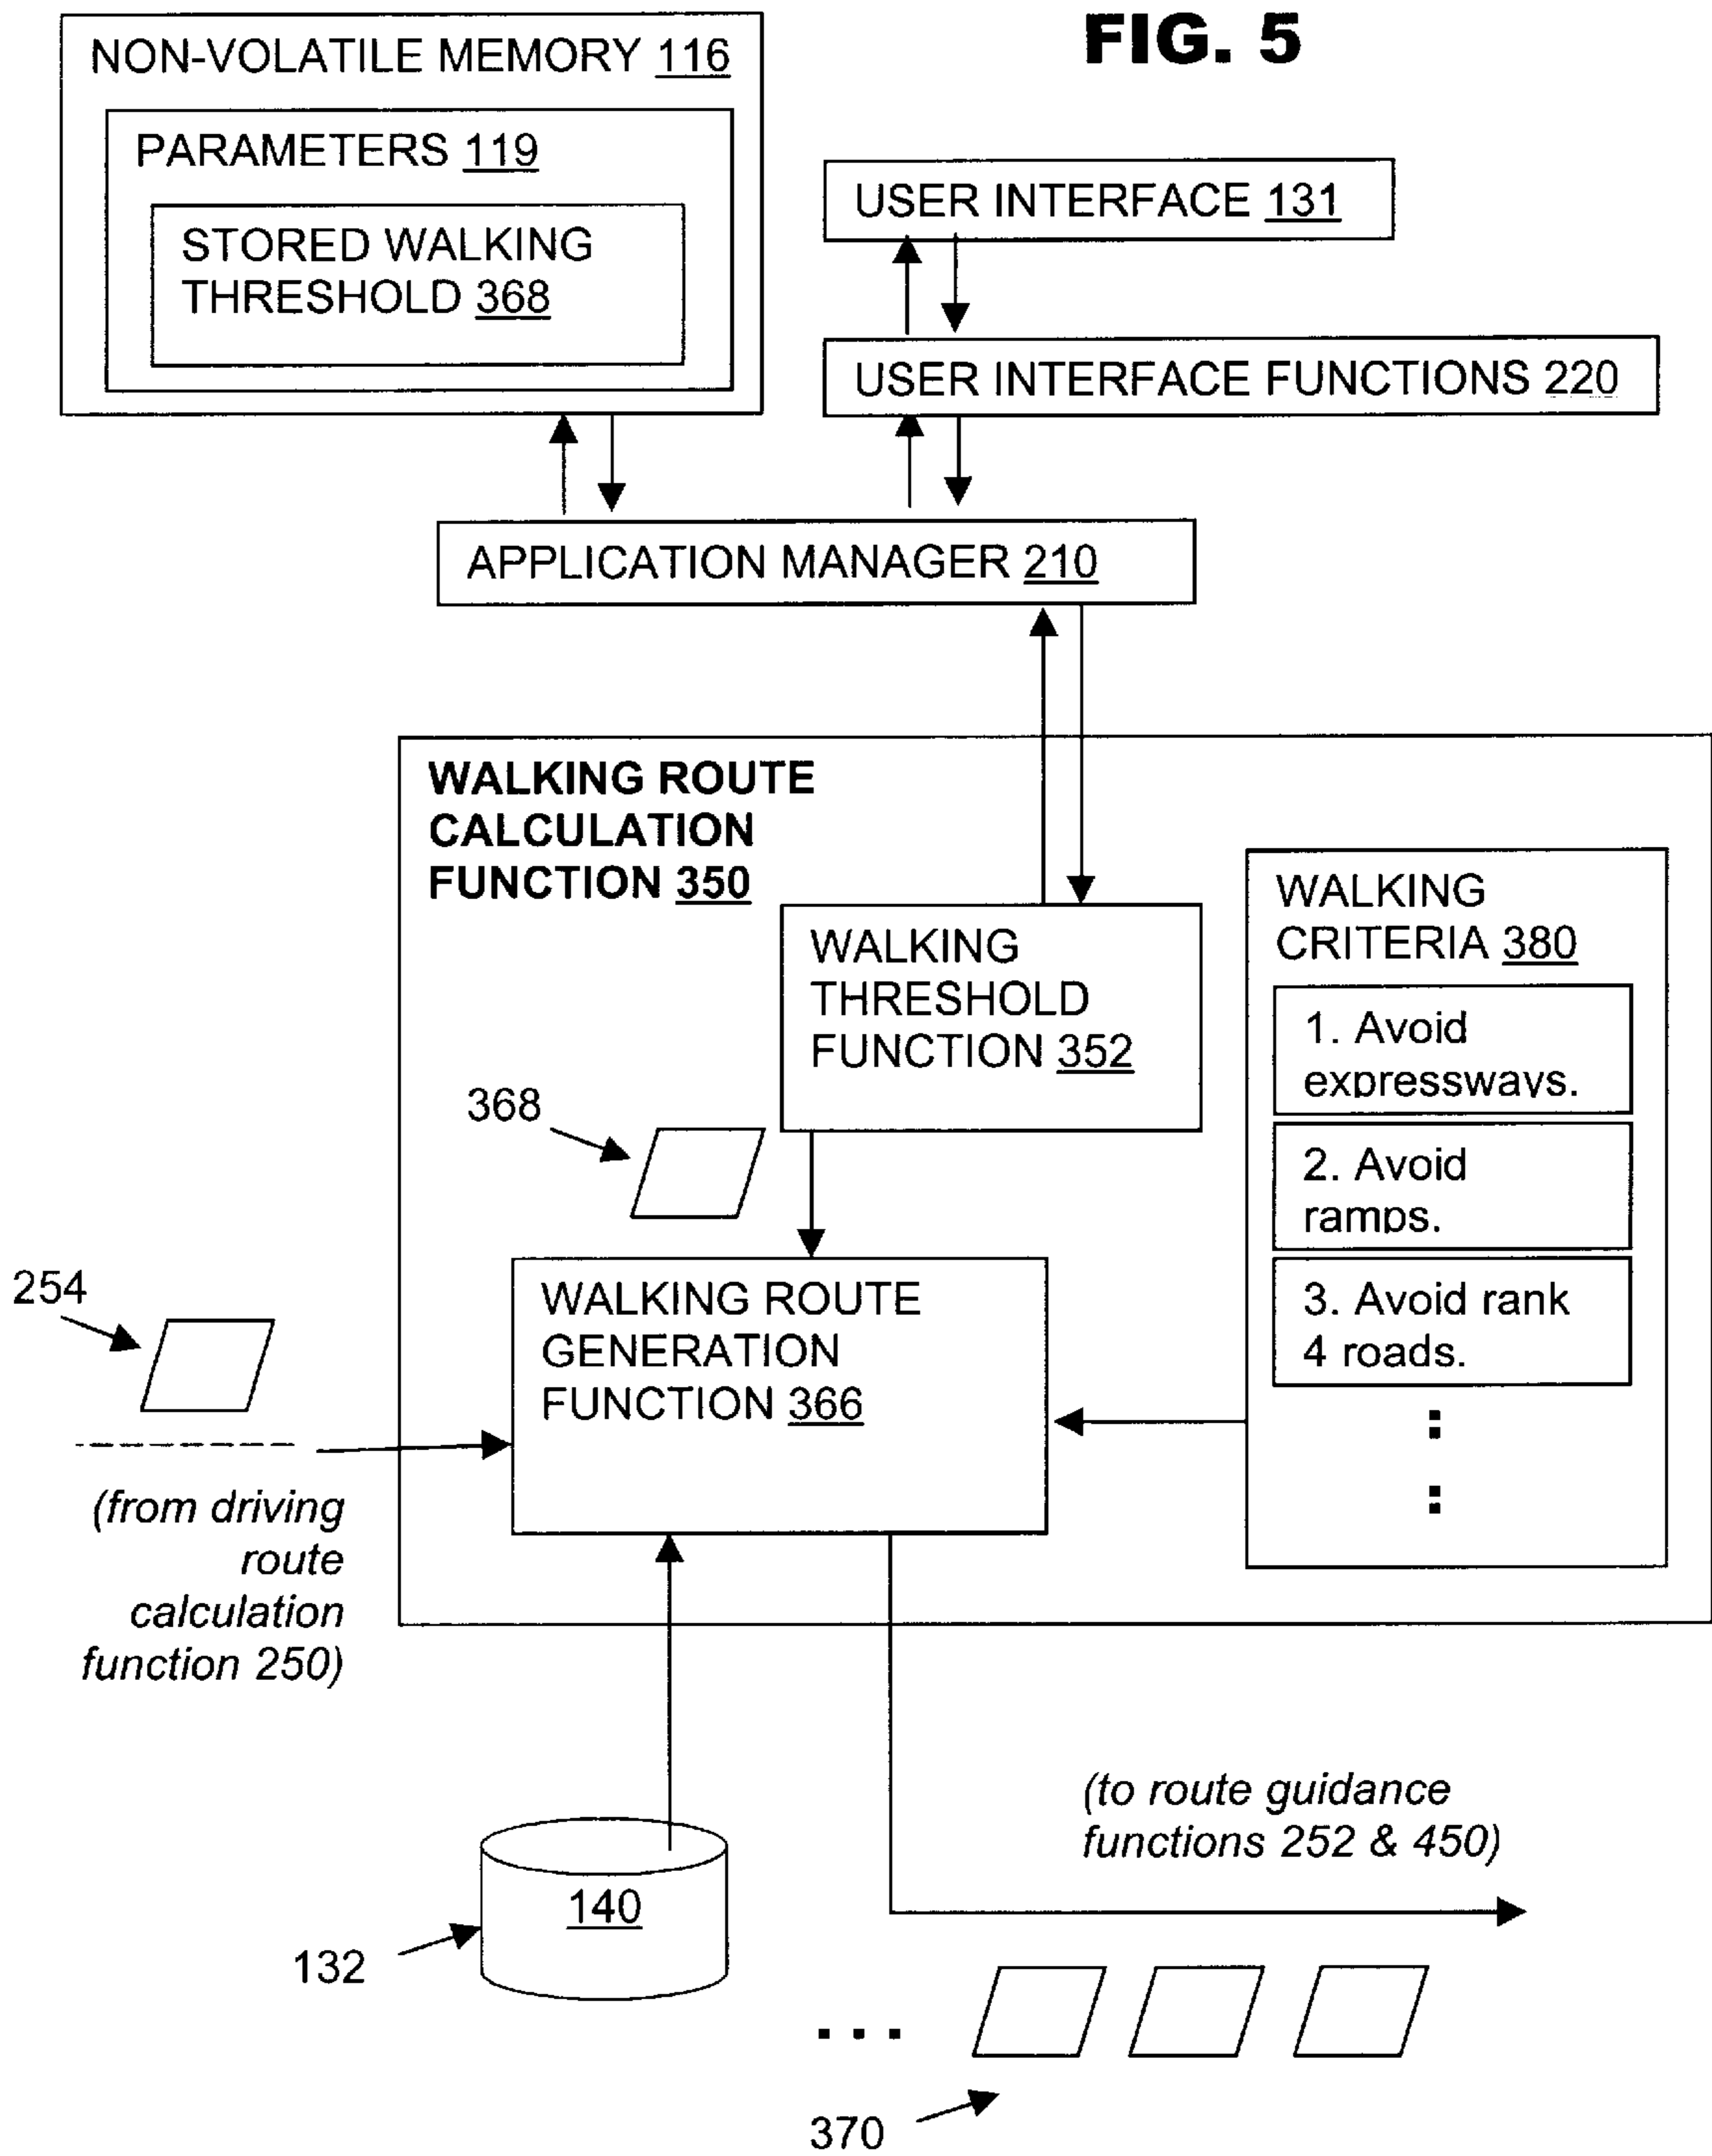 FIG. 5
NON-VOLATILE MEMORY 116
PARAMETERS 119
STORED WALKING
THRESHOLD 368
USER INTERFACE 131
USER INTERFACE FUNCTIONS 220
APPLICATION MANAGER 210
WALKING ROUTE
CALCULATION
FUNCTION 350
WALKING
THRESHOLD
FUNCTION 352
WALKING
CRITERIA 380
1. Avoid
expressways.
2. Avoid
ramps.
3. Avoid rank
4 roads.
368
254
WALKING ROUTE
GENERATION
FUNCTION 366
(from driving
route
calculation
function 250)
(to route guidance
functions 252 & 450)
140
132
. . .
370